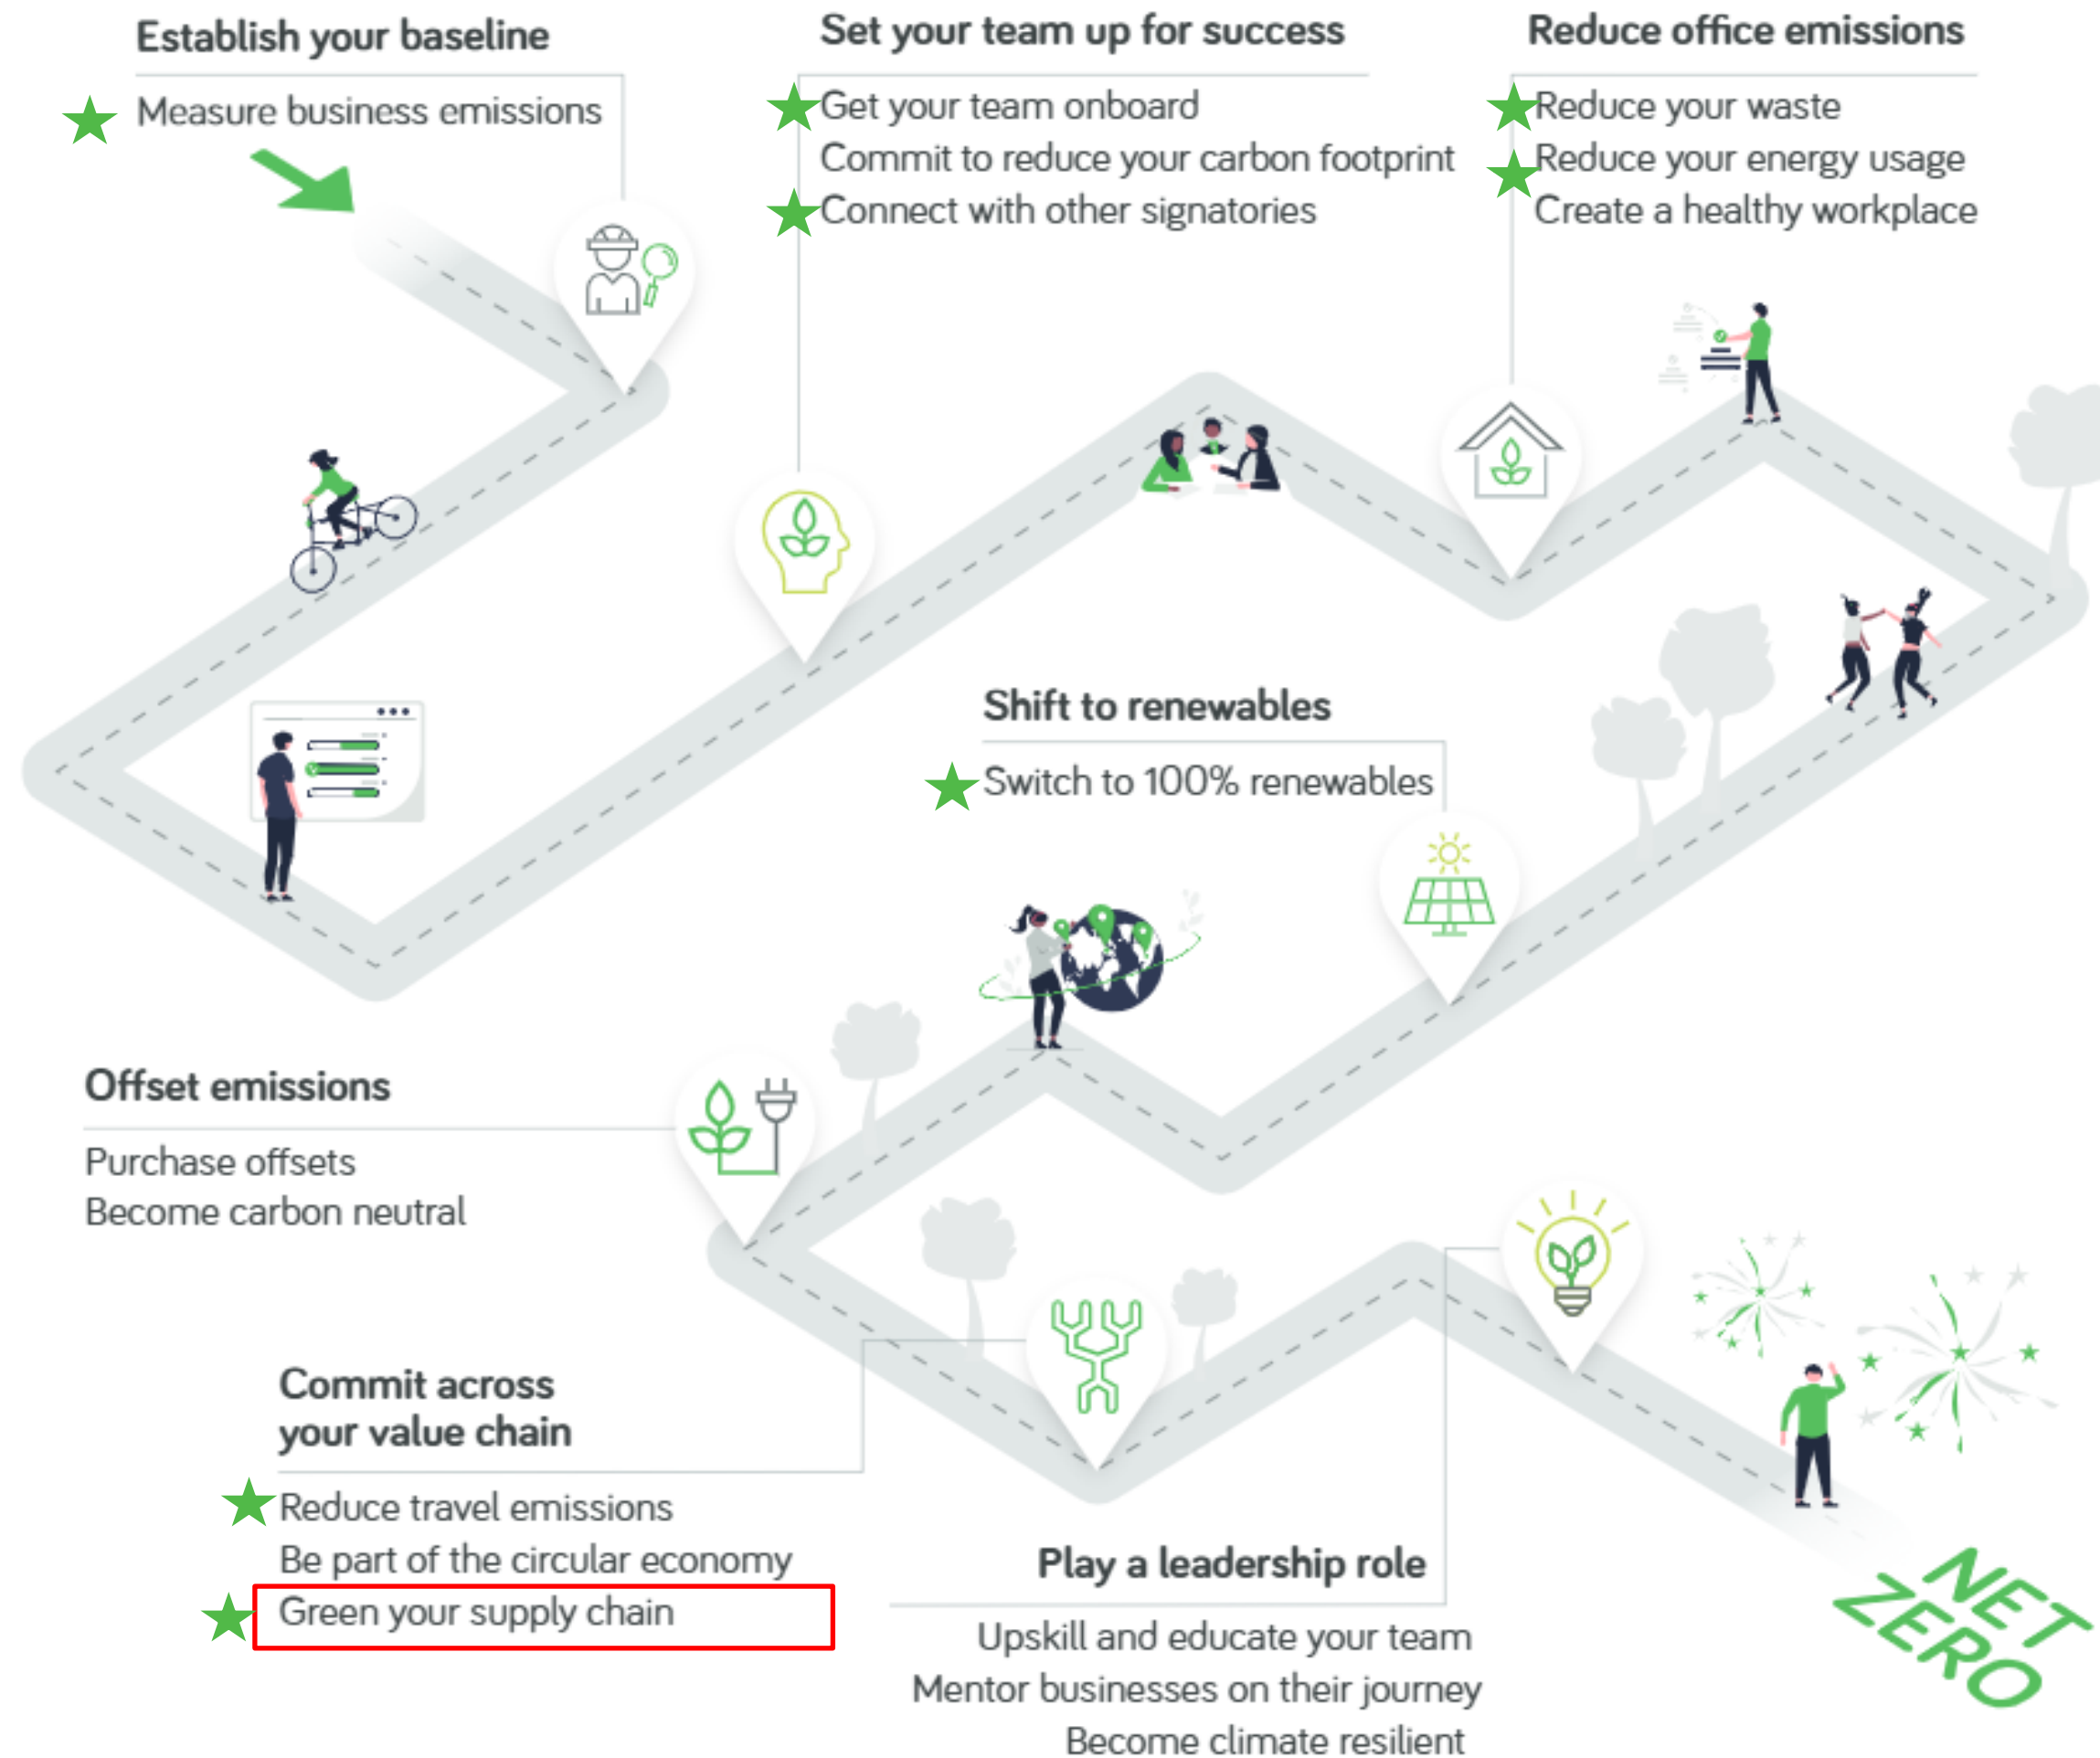 Establish your baseline
Measure business emissions
Set your team up for success
Get your team onboard
Commit to reduce your carbon footprint
Connect with other signatories
Reduce office emissions
Reduce your waste
Reduce your energy usage
Create a healthy workplace
Shift to renewables
Switch to 100% renewables
Offset emissions
Purchase offsets
Become carbon neutral
Commit across
your value chain
Reduce travel emissions
Be part of the circular economy
Green your supply chain
Play a leadership role
Upskill and educate your team
Mentor businesses on their journey
Become climate resilient
NET
ZERO